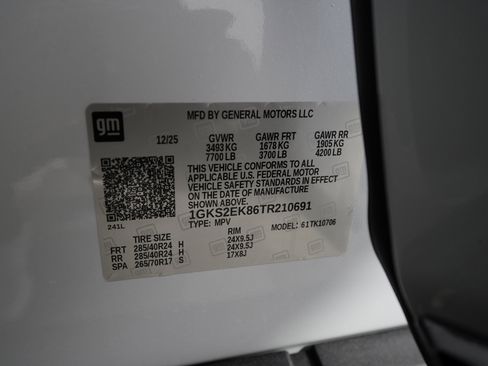 gm
MFD BY GENERAL MOTORS LLC
12/25 GVWR GAWR FRT GAWR RR
3493 KG 1678 KG 1905 KG
7700 LB 3700 LB 4200 LB
THIS VEHICLE CONFORMS TO ALL
APPLICABLE U.S. FEDERAL MOTOR
VEHICLE SAFETY STANDARDS IN EFFECT
ON THE DATE OF MANUFACTURE
SHOWN ABOVE.
1GKS2EK86TR210691
TYPE: MPV MODEL: 61TK10706
241L
TIRE SIZE RIM
FRT 285/40R24 H 24X9.5J
RR 285/40R24 H 24X9.5J
SPA 265/70R17 S 17X8J